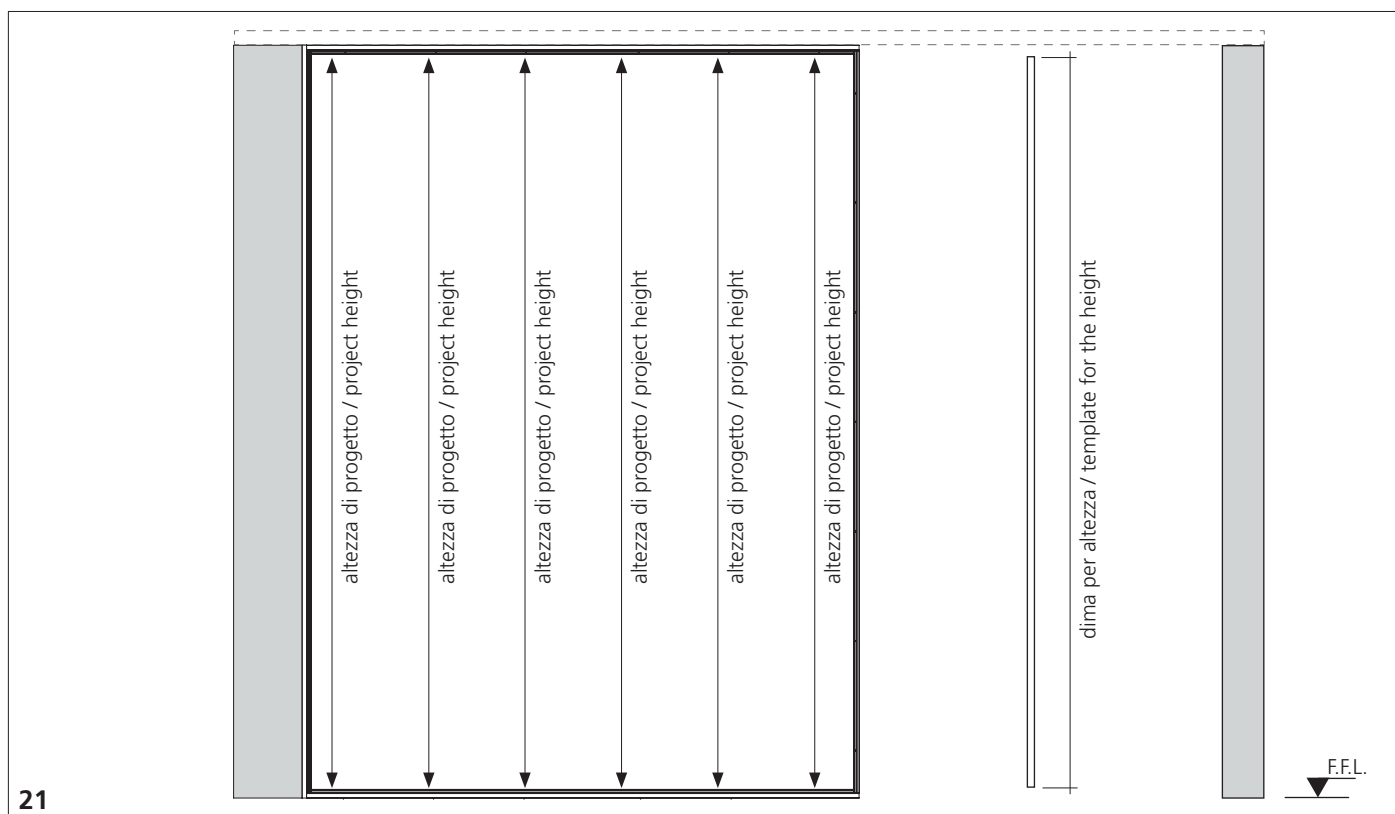 altezza di progetto / project height
altezza di progetto / project height
altezza di progetto / project height
altezza di progetto / project height
altezza di progetto / project height
altezza di progetto / project height
dima per altezza / template for the height
F.F.L.
21